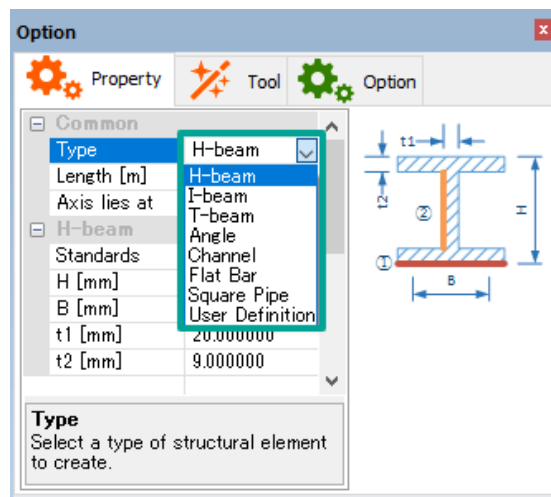 Option
Property Tool Option
Common
Type H-beam
Length [m]
Axis lies at
H-beam
Standards
H [mm]
B [mm]
t1 [mm] 20.000000
t2 [mm] 9.000000
H-beam
I-beam
T-beam
Angle
Channel
Flat Bar
Square Pipe
User Definition
t1
t2
②
H
①
B
Type
Select a type of structural element
to create.